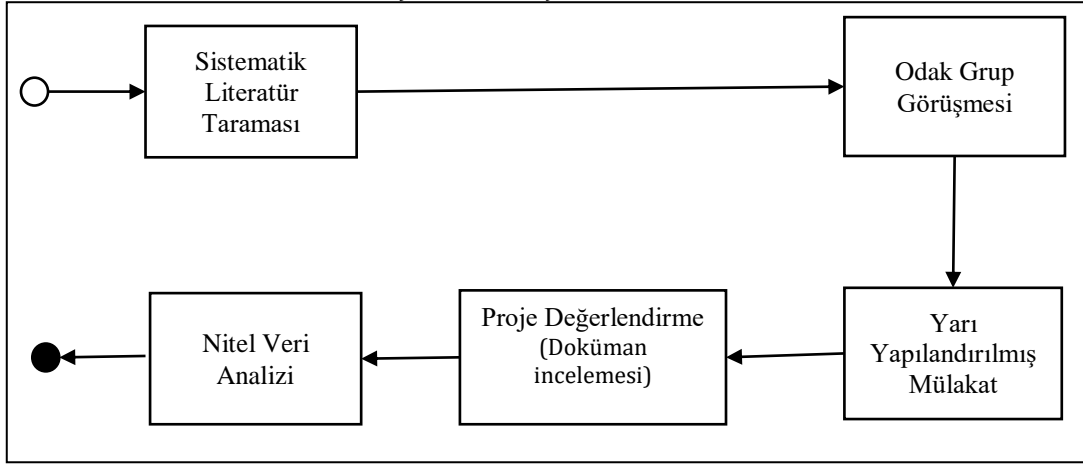 Sistematik
Literatür
Taraması
Odak Grup
Görüşmesi
Yarı
Yapılandırılmış
Mülakat
Proje Değerlendirme
(Doküman
incelemesi)
Nitel Veri
Analizi